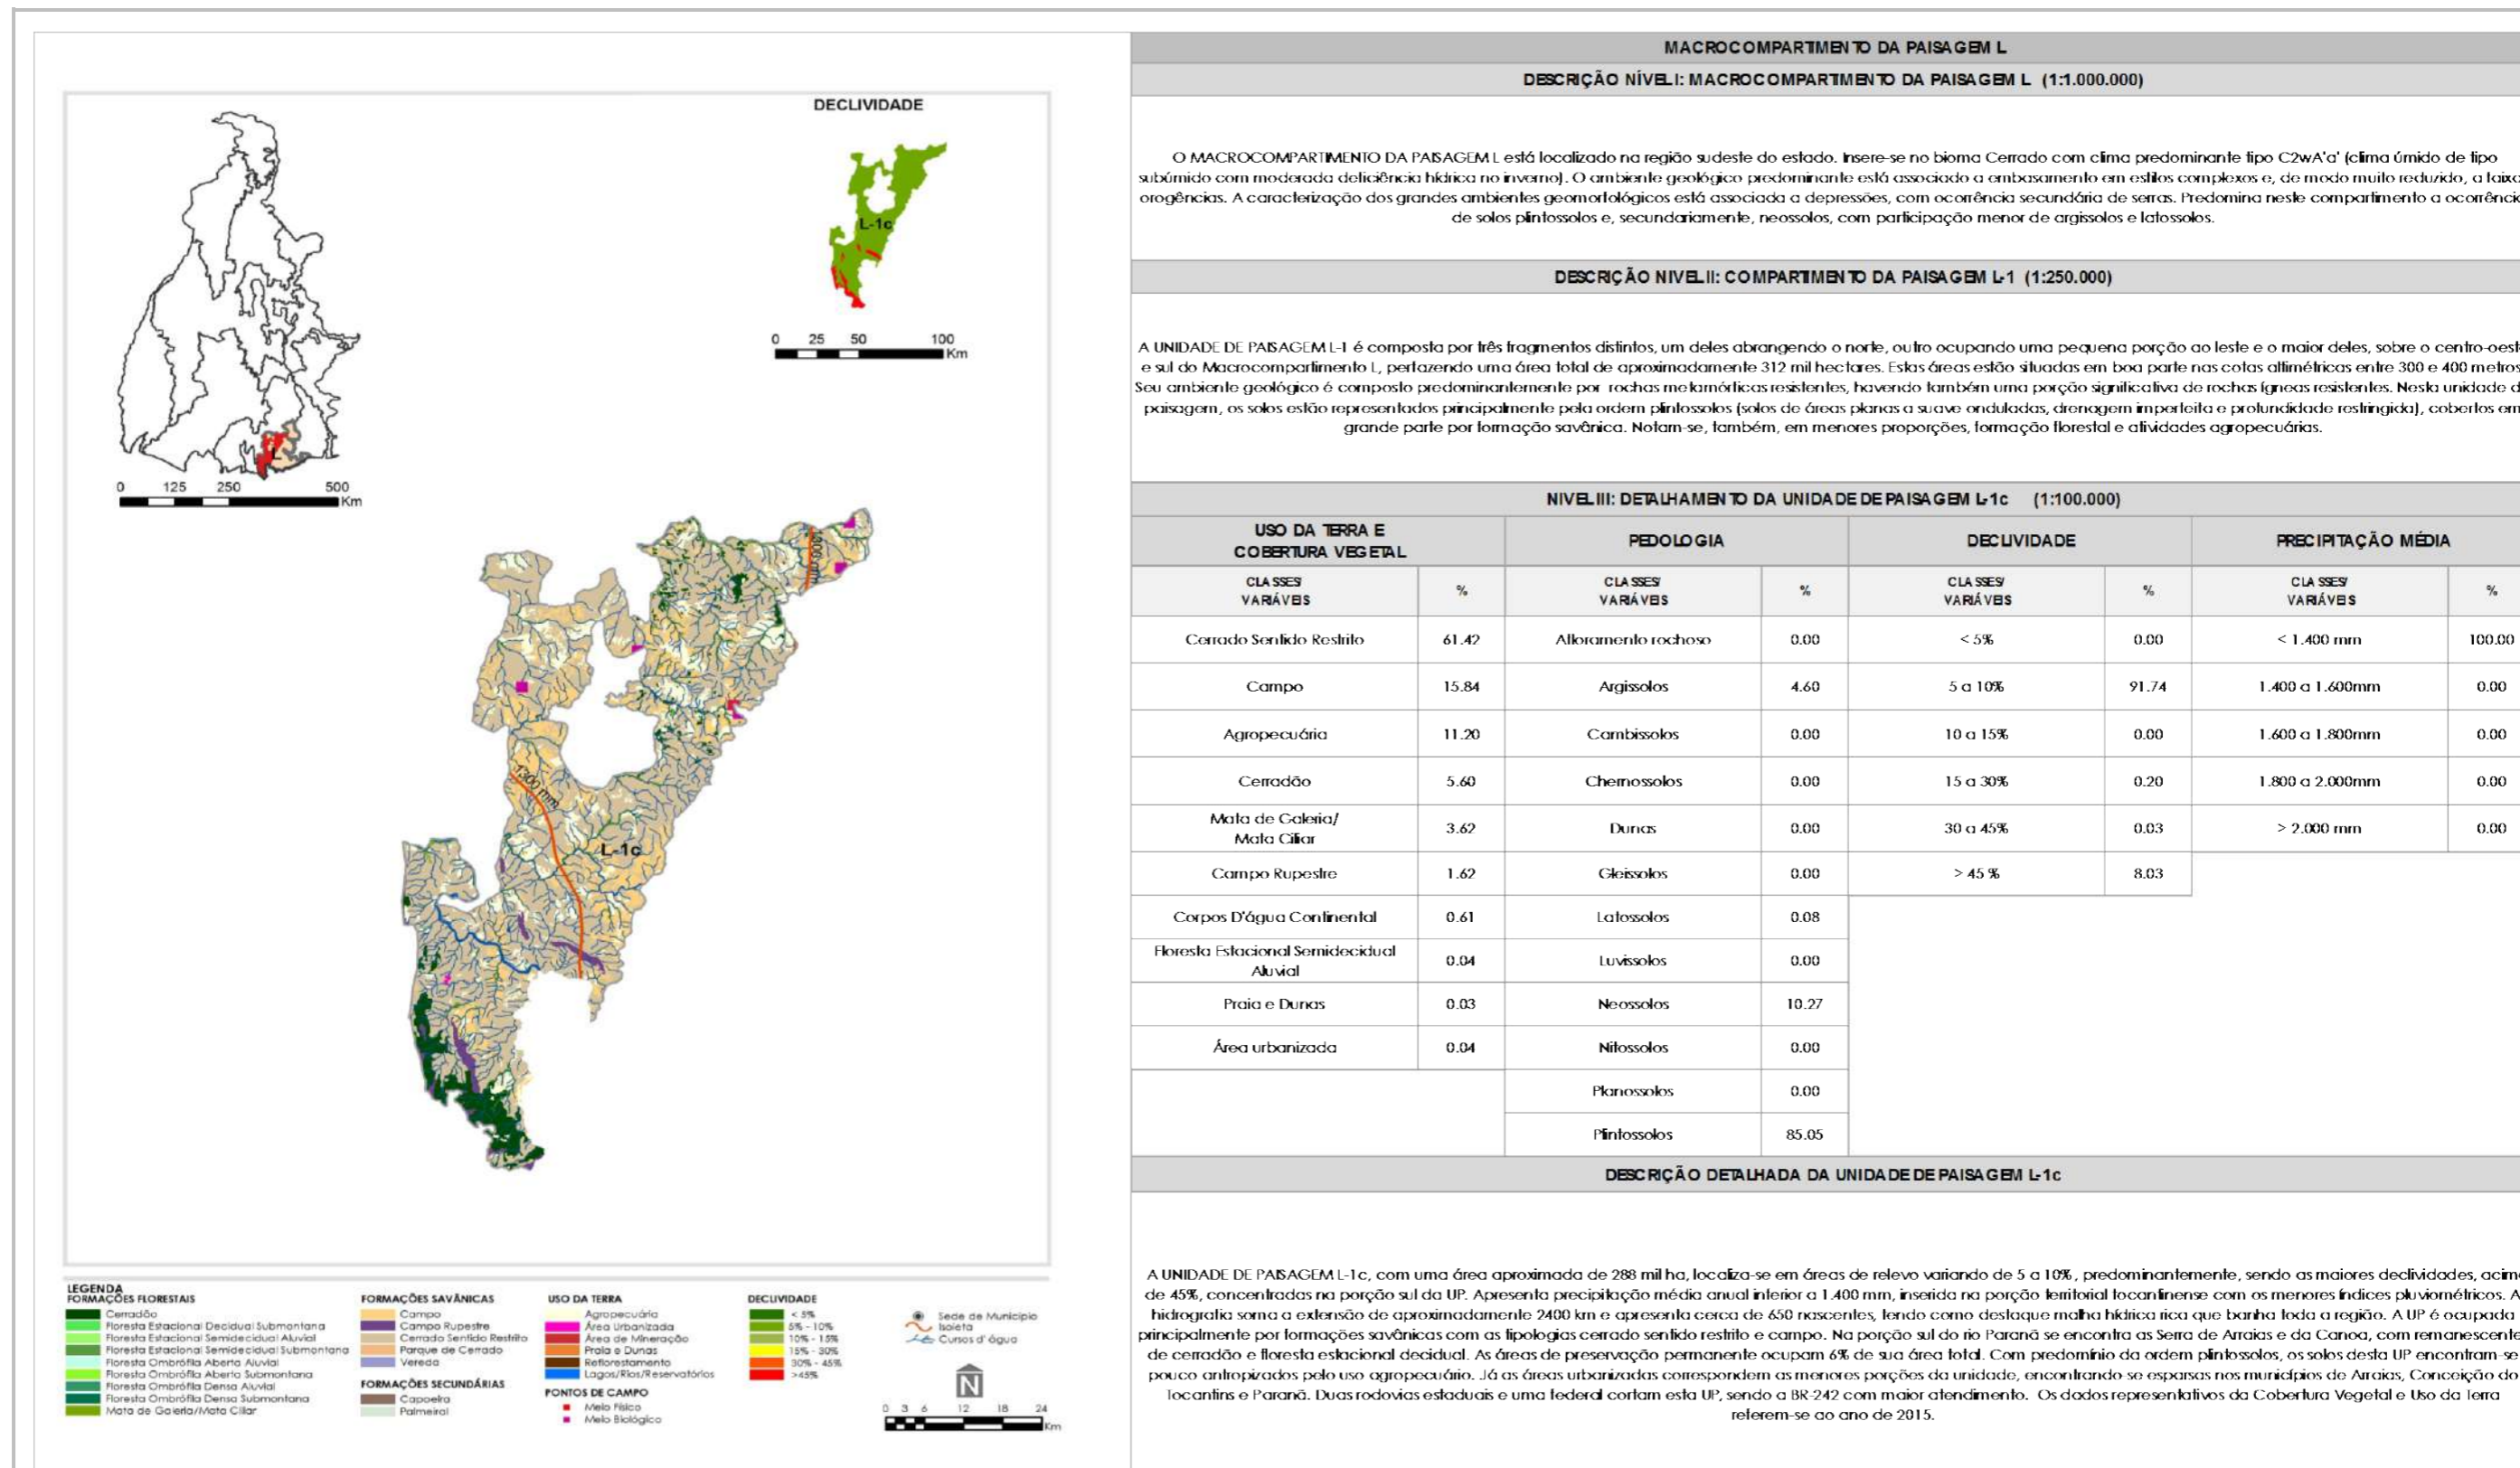 DECLIVIDADE
L-1c
0 25 50 100
Km
L
0 125 250 500
Km
1300 mm
1300 mm
L-1c
LEGENDA
FORMAÇÕES FLORESTAIS
Cerradão
Floresta Estacional Decidual Submontana
Floresta Estacional Semidecidual Aluvial
Floresta Estacional Semidecidual Submontana
Floresta Ombrófila Aberta Aluvial
Floresta Ombrófila Aberta Submontana
Floresta Ombrófila Densa Aluvial
Floresta Ombrófila Densa Submontana
Mata de Galeria/Mata Ciliar
FORMAÇÕES SAVÂNICAS
Campo
Campo Rupestre
Cerrado Sentido Restrito
Parque de Cerrado
Vereda
FORMAÇÕES SECUNDÁRIAS
Capoeira
Palmeiral
USO DA TERRA
Agropecuária
Área Urbanizada
Área de Mineração
Praia e Dunas
Reflorestamento
Lagos/Rios/Reservatórios
PONTOS DE CAMPO
Meio Físico
Meio Biológico
DECLIVIDADE
< 5%
5% - 10%
10% - 15%
15% - 30%
30% - 45%
>45%
Sede de Município
Isoieta
Cursos d' água
N
0 3 6 12 18 24
Km
MACROCOMPARTIMENTO DA PAISAGEM L
DESCRIÇÃO NÍVEL I: MACROCOMPARTIMENTO DA PAISAGEM L (1:1.000.000)
O MACROCOMPARTIMENTO DA PAISAGEM L está localizado na região sudeste do estado. Insere-se no bioma Cerrado com clima predominante tipo C2wA'a' (clima úmido de tipo
subúmido com moderada deficiência hídrica no inverno). O ambiente geológico predominante está associado a embasamento em estilos complexos e, de modo muito reduzido, a faixa
orogências. A caracterização dos grandes ambientes geomorfológicos está associada a depressões, com ocorrência secundária de serras. Predomina neste compartimento a ocorrênci
de solos plintossolos e, secundariamente, neossolos, com participação menor de argissolos e latossolos.
DESCRIÇÃO NIVEL II: COMPARTIMENTO DA PAISAGEM L-1 (1:250.000)
A UNIDADE DE PAISAGEM L-1 é composta por três fragmentos distintos, um deles abrangendo o norte, outro ocupando uma pequena porção ao leste e o maior deles, sobre o centro-oest
e sul do Macrocompartimento L, perfazendo uma área total de aproximadamente 312 mil hectares. Estas áreas estão situadas em boa parte nas cotas altimétricas entre 300 e 400 metros
Seu ambiente geológico é composto predominantemente por rochas metamórficas resistentes, havendo também uma porção significativa de rochas ígneas resistentes. Nesta unidade d
paisagem, os solos estão representados principalmente pela ordem plintossolos (solos de áreas planas a suave onduladas, drenagem imperfeita e profundidade restringida), cobertos em
grande parte por formação savânica. Notam-se, também, em menores proporções, formação florestal e atividades agropecuárias.
NIVEL III: DETALHAMENTO DA UNIDADE DE PAISAGEM L-1c (1:100.000)
USO DA TERRA E
COBERTURA VEGETAL PEDOLOGIA DECLIVIDADE PRECIPITAÇÃO MÉDIA
CLASSES/
VARIÁVEIS % CLASSES/
VARIÁVEIS % CLASSES/
VARIÁVEIS % CLASSES/
VARIÁVEIS %
Cerrado Sentido Restrito 61.42 Afloramento rochoso 0.00 < 5% 0.00 < 1.400 mm 100.00
Campo 15.84 Argissolos 4.60 5 a 10% 91.74 1.400 a 1.600mm 0.00
Agropecuária 11.20 Cambissolos 0.00 10 a 15% 0.00 1.600 a 1.800mm 0.00
Cerradão 5.60 Chernossolos 0.00 15 a 30% 0.20 1.800 a 2.000mm 0.00
Mata de Galeria/
Mata Ciliar 3.62 Dunas 0.00 30 a 45% 0.03 > 2.000 mm 0.00
Campo Rupestre 1.62 Gleissolos 0.00 > 45 % 8.03
Corpos D'água Continental 0.61 Latossolos 0.08
Floresta Estacional Semidecidual
Aluvial 0.04 Luvissolos 0.00
Praia e Dunas 0.03 Neossolos 10.27
Área urbanizada 0.04 Nitossolos 0.00
Planossolos 0.00
Plintossolos 85.05
DESCRIÇÃO DETALHADA DA UNIDADE DE PAISAGEM L-1c
A UNIDADE DE PAISAGEM L-1c, com uma área aproximada de 288 mil ha, localiza-se em áreas de relevo variando de 5 a 10%, predominantemente, sendo as maiores declividades, acim
de 45%, concentradas na porção sul da UP. Apresenta precipitação média anual inferior a 1.400 mm, inserida na porção territorial tocantinense com os menores índices pluviométricos. A
hidrografia soma a extensão de aproximadamente 2400 km e apresenta cerca de 650 nascentes, tendo como destaque malha hídrica rica que banha toda a região. A UP é ocupada
principalmente por formações savânicas com as tipologias cerrado sentido restrito e campo. Na porção sul do rio Paranã se encontra as Serra de Arraias e da Canoa, com remanescente
de cerradão e floresta estacional decidual. As áreas de preservação permanente ocupam 6% de sua área total. Com predomínio da ordem plintossolos, os solos desta UP encontram-se
pouco antropizados pelo uso agropecuário. Já as áreas urbanizadas correspondem as menores porções da unidade, encontrando-se esparsas nos municípios de Arraias, Conceição do
Tocantins e Paranã. Duas rodovias estaduais e uma federal cortam esta UP, sendo a BR-242 com maior atendimento. Os dados representativos da Cobertura Vegetal e Uso da Terra
referem-se ao ano de 2015.